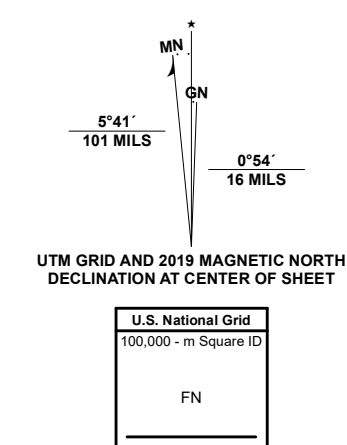 ★
MN
GN
5°41´
101 MILS
0°54´
16 MILS
UTM GRID AND 2019 MAGNETIC NORTH
DECLINATION AT CENTER OF SHEET
U.S. National Grid
100,000 - m Square ID
FN